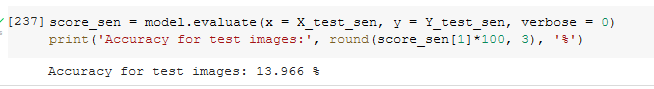 [237] score_sen = model.evaluate(x = X_test_sen, y = Y_test_sen, verbose = 0)
print('Accuracy for test images:', round(score_sen[1]*100, 3), '%')
Accuracy for test images: 13.966 %